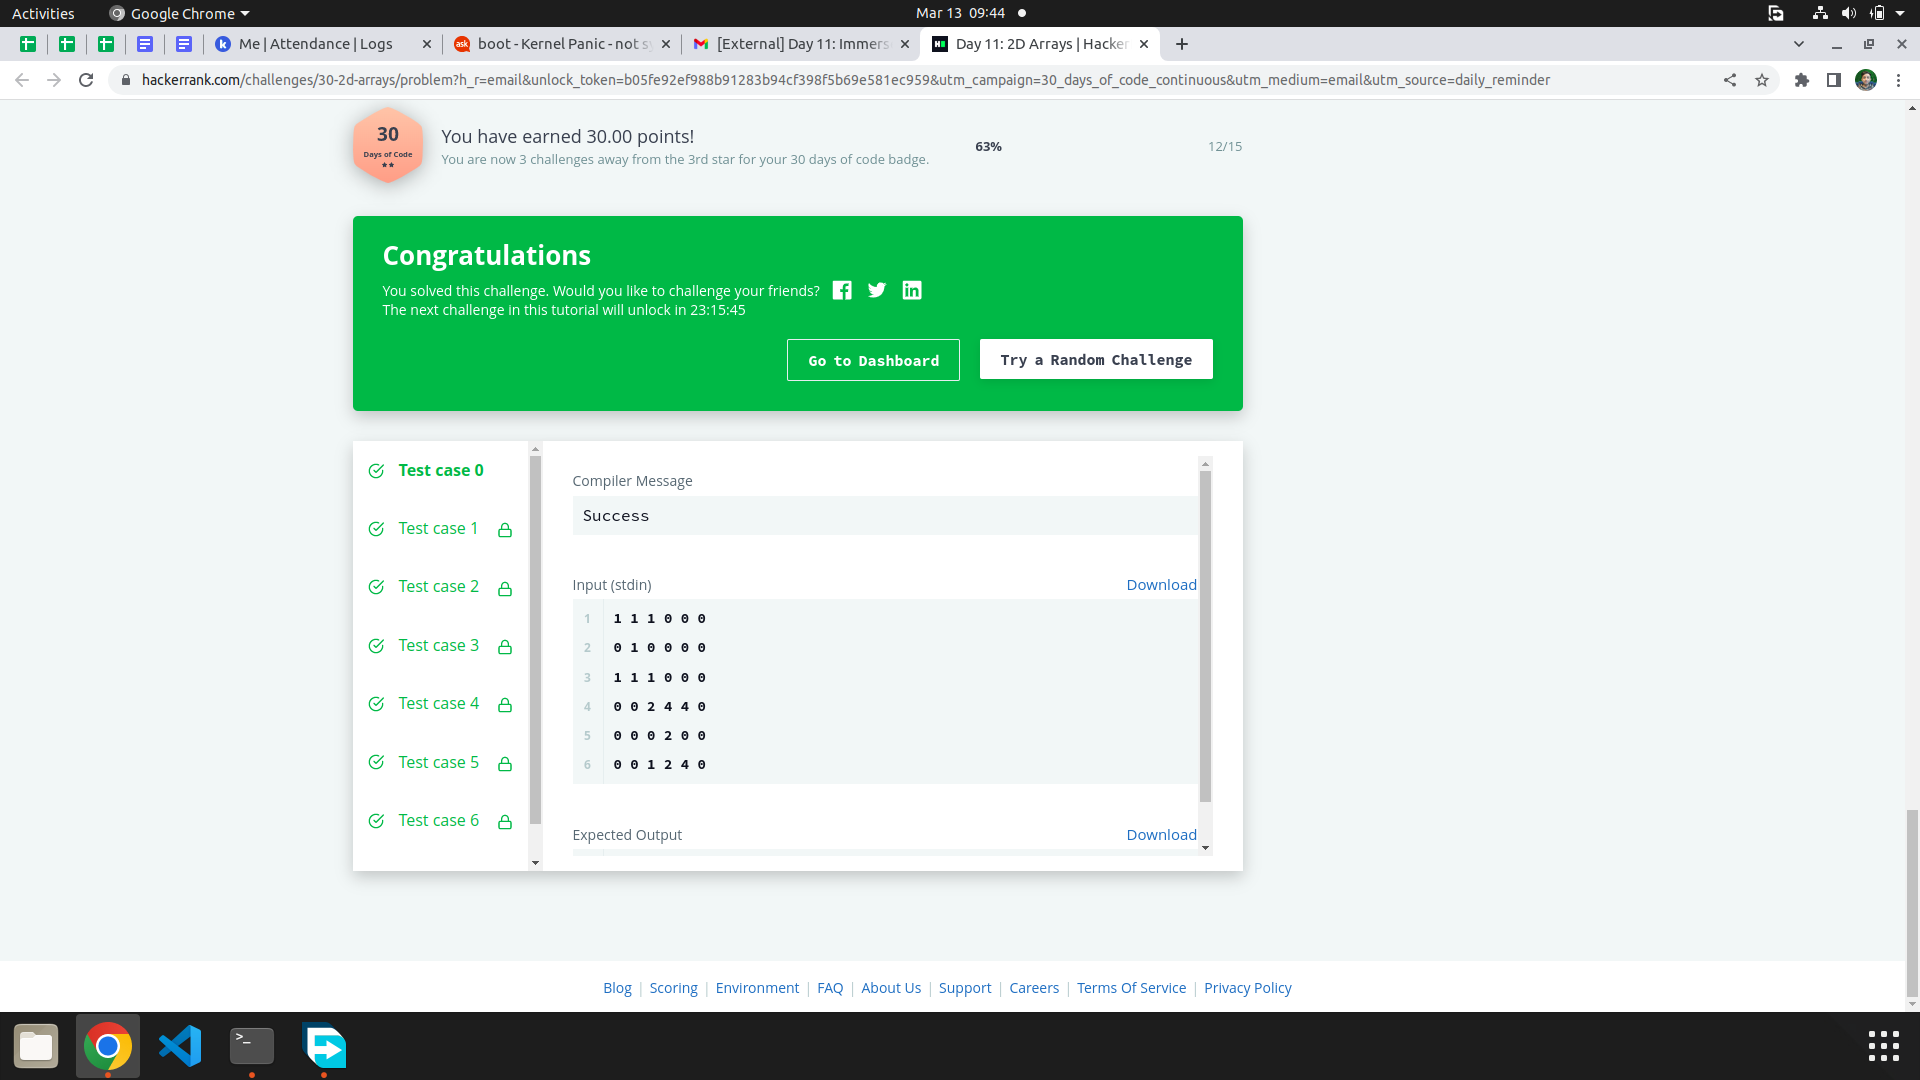 Activities
Google Chrome
Mar 13 09:44
Me | Attendance | Logs
ask
boot - Kernel Panic - not sy
[External] Day 11: Immers
Day 11: 2D Arrays | Hacker
hackerrank.com/challenges/30-2d-arrays/problem?h_r=email&unlock_token=b05fe92ef988b91283b94cf398f5b69e581ec959&utm_campaign=30_days_of_code_continuous&utm_medium=email&utm_source=daily_reminder
30
Days of Code
You have earned 30.00 points!
You are now 3 challenges away from the 3rd star for your 30 days of code badge.
63%
12/15
Congratulations
You solved this challenge. Would you like to challenge your friends?
The next challenge in this tutorial will unlock in 23:15:45
Go to Dashboard
Try a Random Challenge
Test case 0
Test case 1
Test case 2
Test case 3
Test case 4
Test case 5
Test case 6
Compiler Message
Success
Input (stdin)
Download
1 1 1 1 0 0 0
2 0 1 0 0 0 0
3 1 1 1 0 0 0
4 0 0 2 4 4 0
5 0 0 0 2 0 0
6 0 0 1 2 4 0
Expected Output
Download
Blog | Scoring | Environment | FAQ | About Us | Support | Careers | Terms Of Service | Privacy Policy